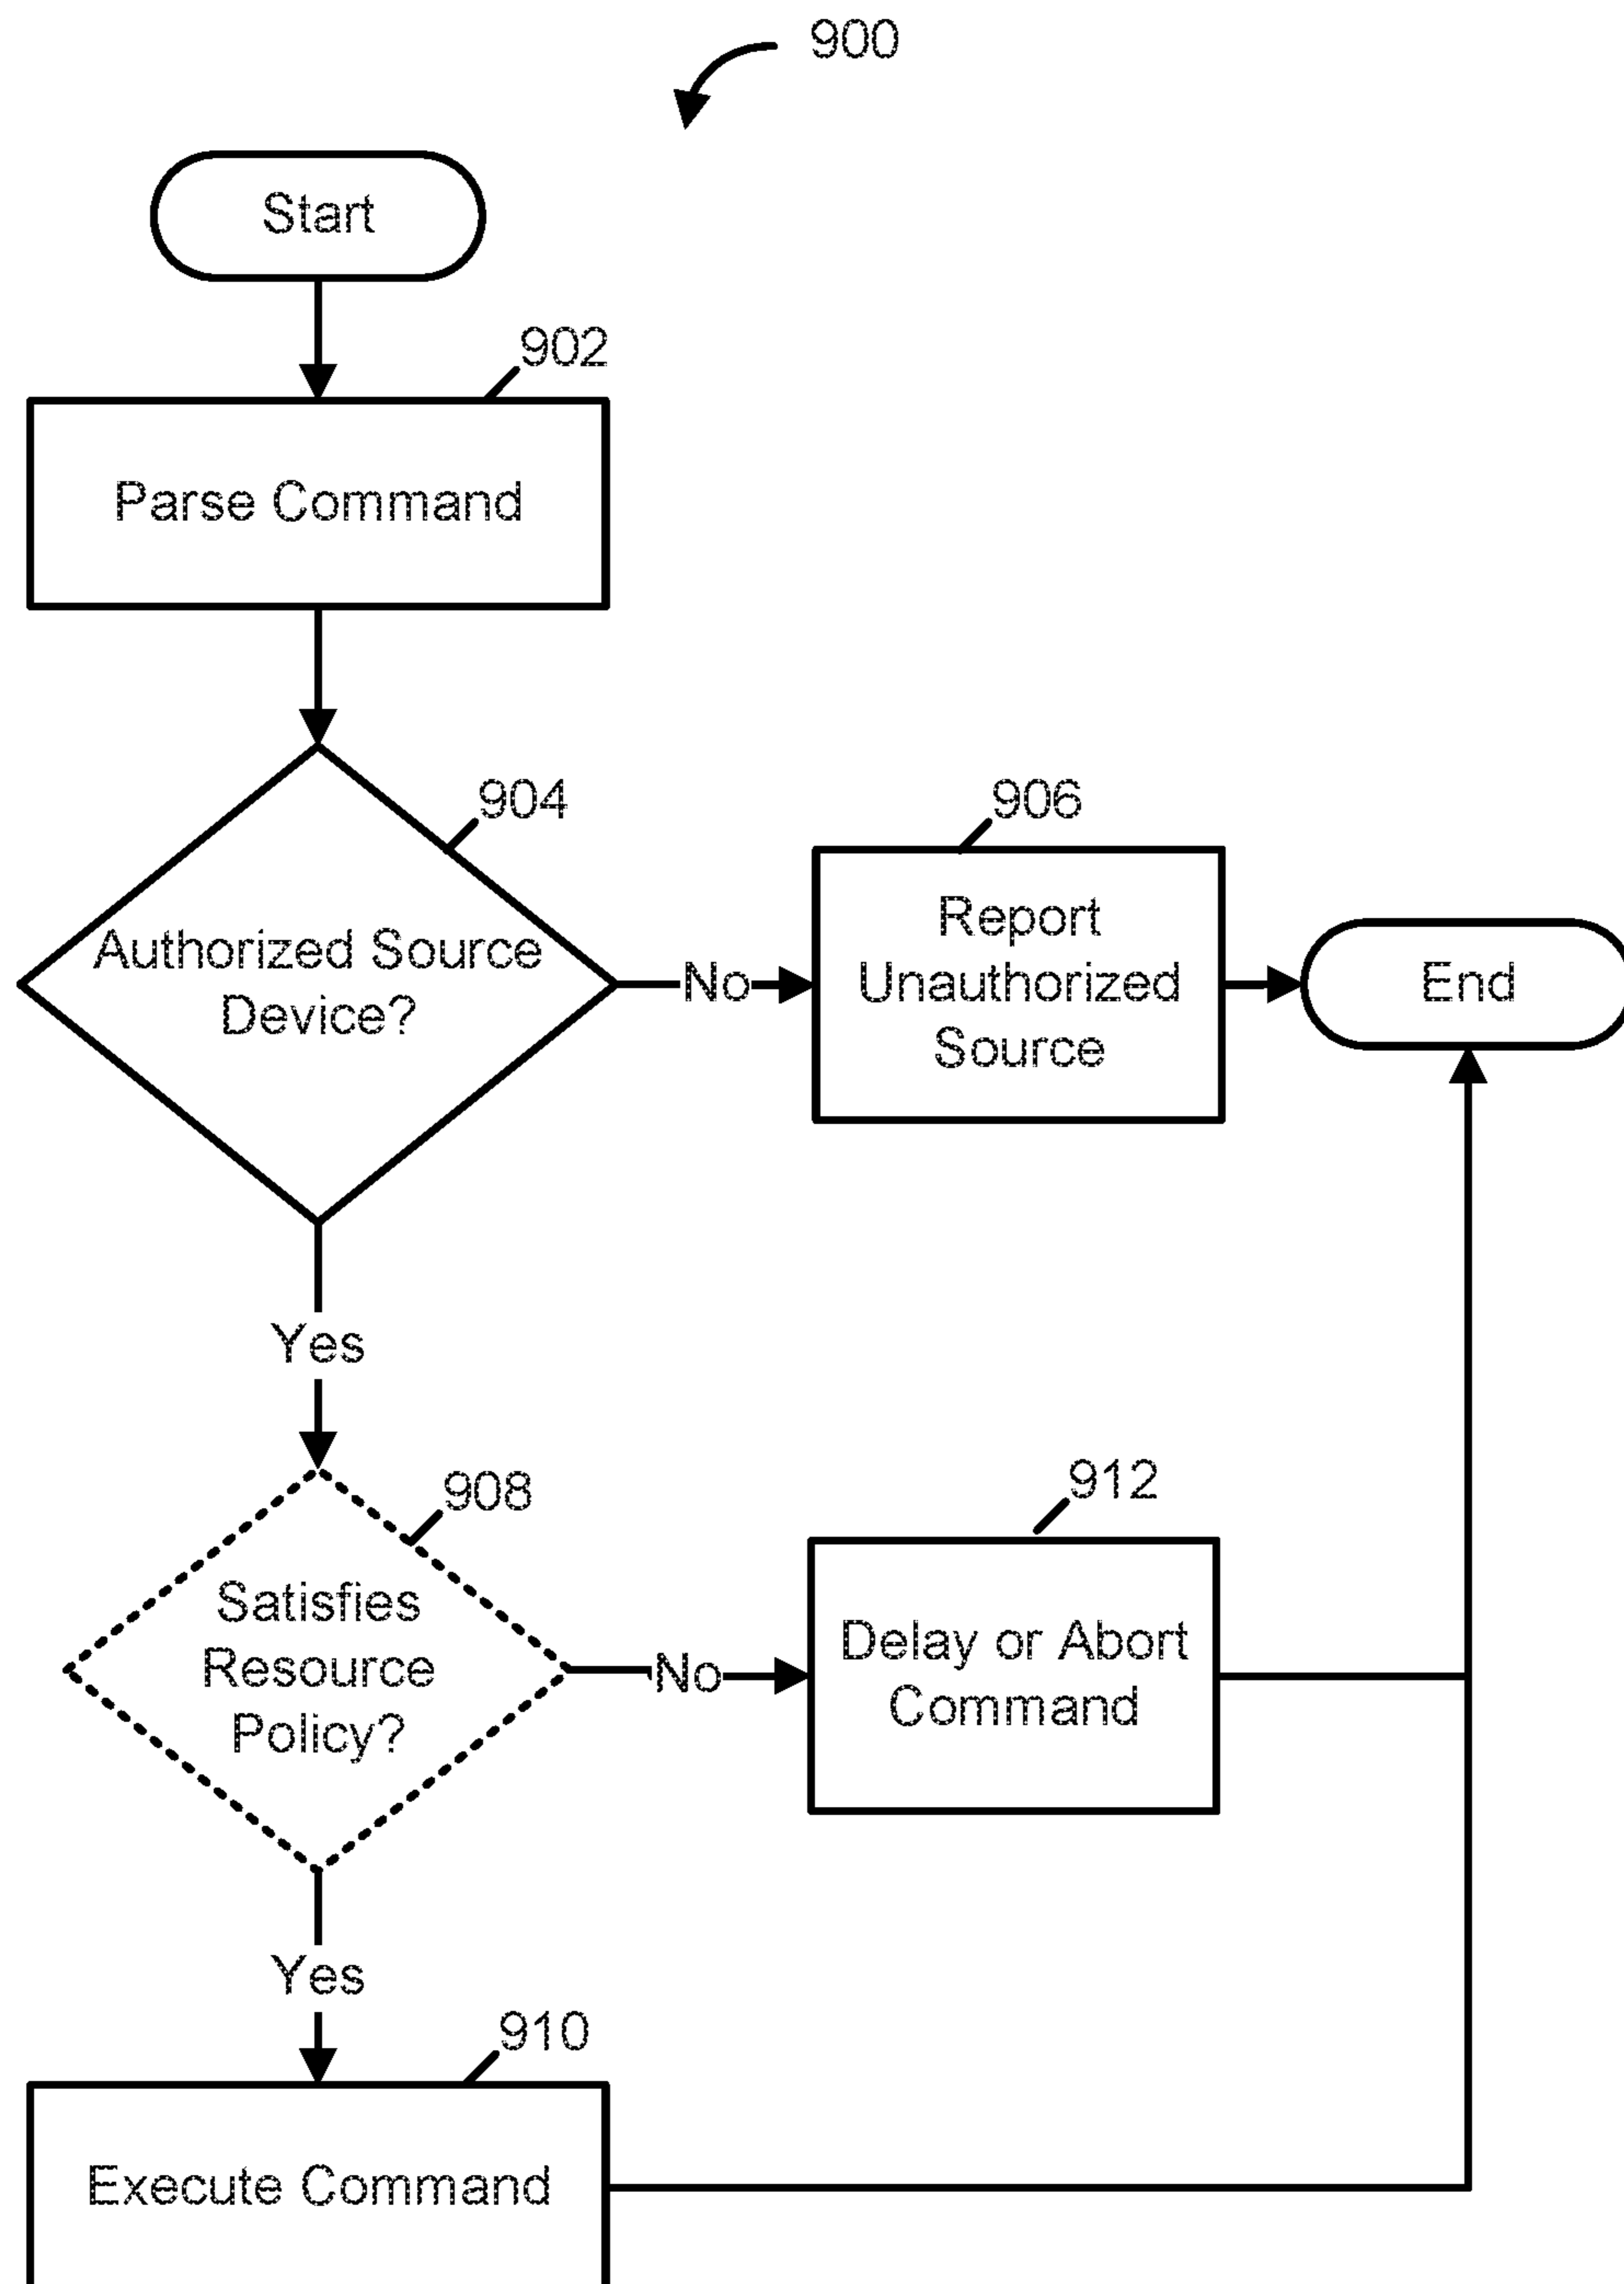 900
Start
902
Parse Command
904
Authorized Source
Device?
No
906
Report
Unauthorized
Source
End
Yes
908
Satisfies
Resource
Policy?
No
912
Delay or Abort
Command
Yes
910
Execute Command